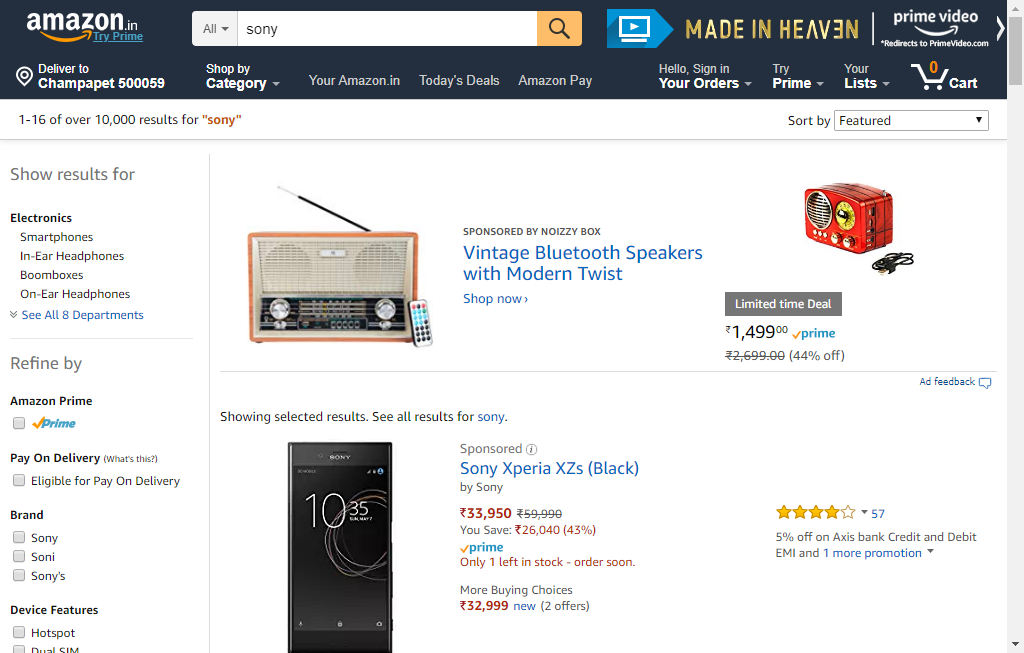 amazon.in
Try Prime
All
sony
MADE IN HEAVEN
prime video
*Redirects to PrimeVideo.com
Deliver to
Champapet 500059
Shop by
Category
Your Amazon.in
Today's Deals
Amazon Pay
Hello, Sign in
Your Orders
Try
Prime
Your
Lists
0
Cart
1-16 of over 10,000 results for "sony"
Sort by Featured
Show results for
Electronics
Smartphones
In-Ear Headphones
Boomboxes
On-Ear Headphones
See All 8 Departments
Refine by
Amazon Prime
Prime
Pay On Delivery (What's this?)
Eligible for Pay On Delivery
Brand
Sony
Soni
Sony's
Device Features
Hotspot
Dual SIM
SPONSORED BY NOIZZY BOX
Vintage Bluetooth Speakers
with Modern Twist
Shop now ›
Limited time Deal
₹1,49900 prime
₹2,699.00 (44% off)
Ad feedback
Showing selected results. See all results for sony.
SONY
10 35
SUN, MAY 7
Sponsored
Sony Xperia XZs (Black)
by Sony
₹33,950 ₹59,990
You Save: ₹26,040 (43%)
prime
Only 1 left in stock - order soon.
More Buying Choices
₹32,999 new (2 offers)
57
5% off on Axis bank Credit and Debit
EMI and 1 more promotion